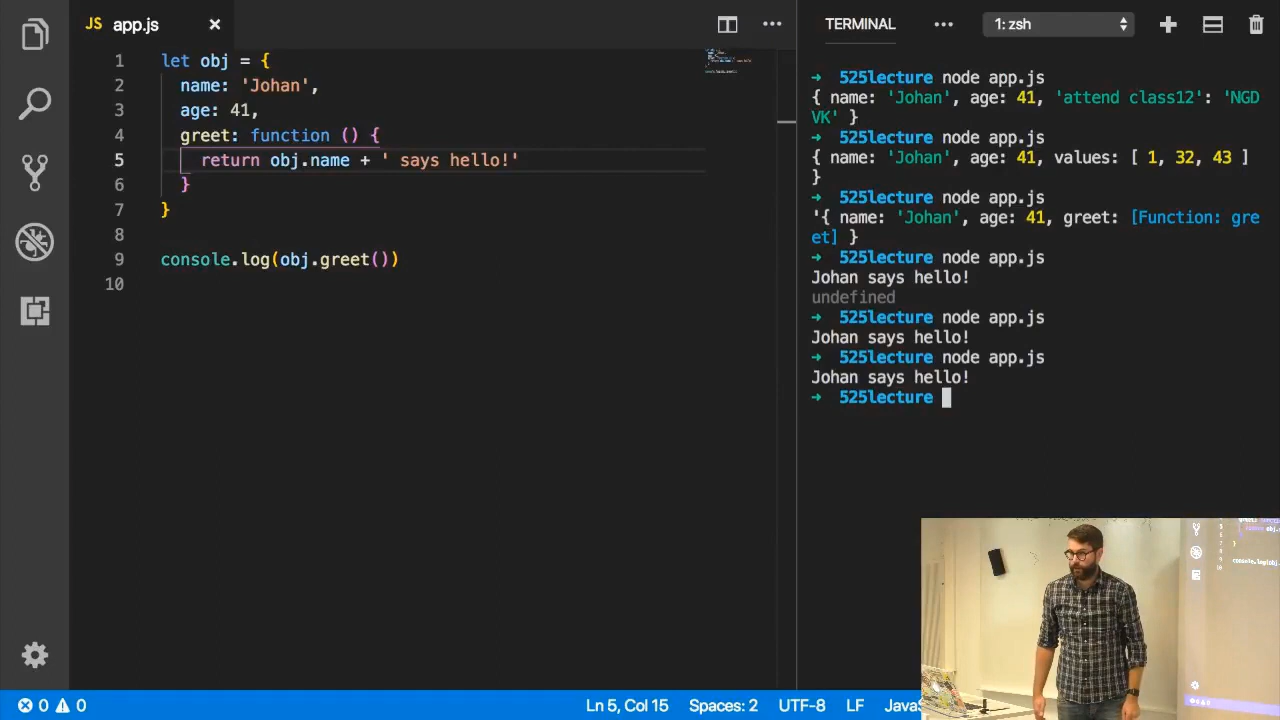 JS app.js ×
1 let obj = {
2 name: 'Johan',
3 age: 41,
4 greet: function () {
5 return obj.name + ' says hello!'
6 }
7 }
8
9 console.log(obj.greet())
10
TERMINAL ••• 1: zsh
➜ 525lecture node app.js
{ name: 'Johan', age: 41, 'attend class12': 'NGD
VK' }
➜ 525lecture node app.js
{ name: 'Johan', age: 41, values: [ 1, 32, 43 ]
}
➜ 525lecture node app.js
'{ name: 'Johan', age: 41, greet: [Function: gre
et] }
➜ 525lecture node app.js
Johan says hello!
undefined
➜ 525lecture node app.js
Johan says hello!
➜ 525lecture node app.js
Johan says hello!
➜ 525lecture
0 0 Ln 5, Col 15 Spaces: 2 UTF-8 LF JavaS